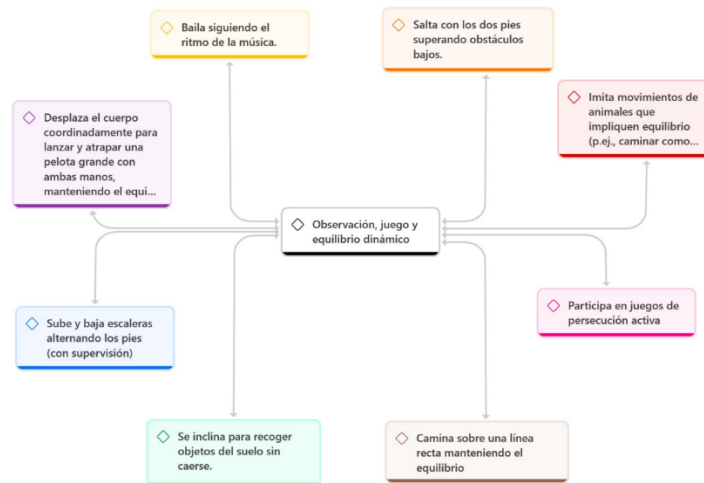 Baila siguiendo el
ritmo de la música.
Salta con los dos pies
superando obstáculos
bajos.
Desplaza el cuerpo
coordinadamente para
lanzar y atrapar una
pelota grande con
ambas manos,
manteniendo el equi...
Imita movimientos de
animales que
impliquen equilibrio
(p.ej., caminar como...
Observación, juego y
equilibrio dinámico
Sube y baja escaleras
alternando los pies
(con supervisión)
Participa en juegos de
persecución activa
Se inclina para recoger
objetos del suelo sin
caerse.
Camina sobre una línea
recta manteniendo el
equilibrio